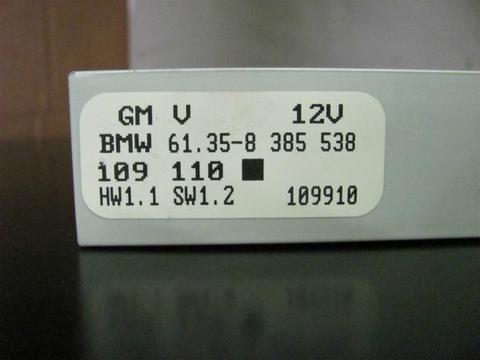 GM V 12V
BMW 61.35-8 385 538
109 110 ■
HW1.1 SW1.2 109910